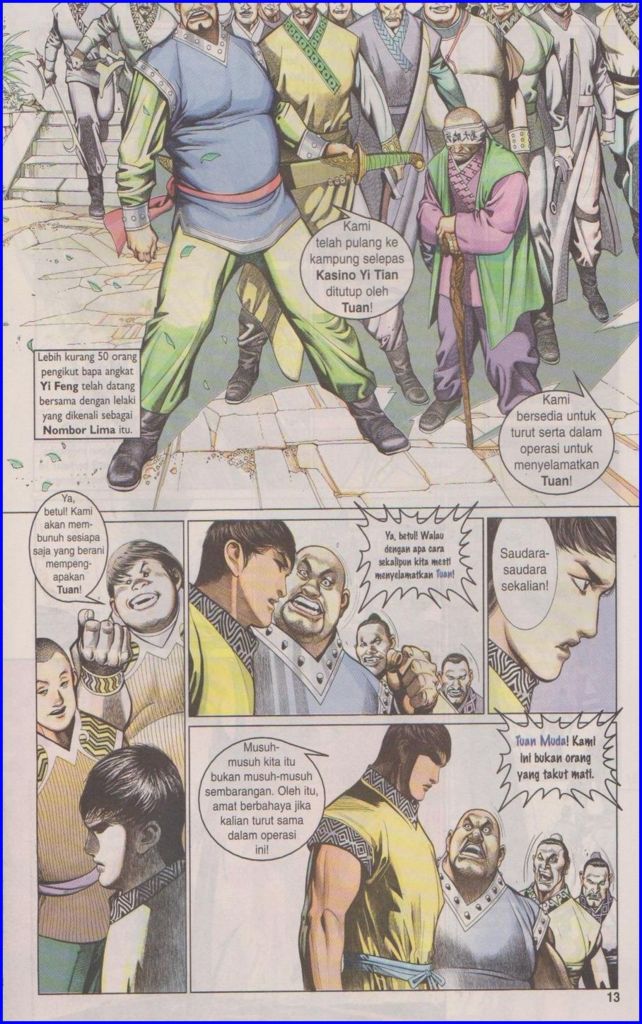 Kami
telah pulang ke
kampung selepas
Kasino Yi Tian
ditutup oleh
Tuan!
Lebih kurang 50 orang
pengikut bapa angkat
Yi Feng telah datang
bersama dengan lelaki
yang dikenali sebagai
Nombor Lima itu.
Kami
bersedia untuk
turut serta dalam
operasi untuk
menyelamatkan
Tuan!
Ya,
betul! Kami
akan mem-
bunuh sesiapa
saja yang berani
mempeng-
apakan
Tuan!
Ya, betul! Walau
dengan apa cara
sekalipun kita mesti
menyelamatkan Tuan!
Saudara-
saudara
sekalian!
Musuh-
musuh kita itu
bukan musuh-musuh
sembarangan. Oleh itu,
amat berbahaya jika
kalian turut sama
dalam operasi
ini!
Tuan Muda! Kami
ini bukan orang
yang takut mati.
13